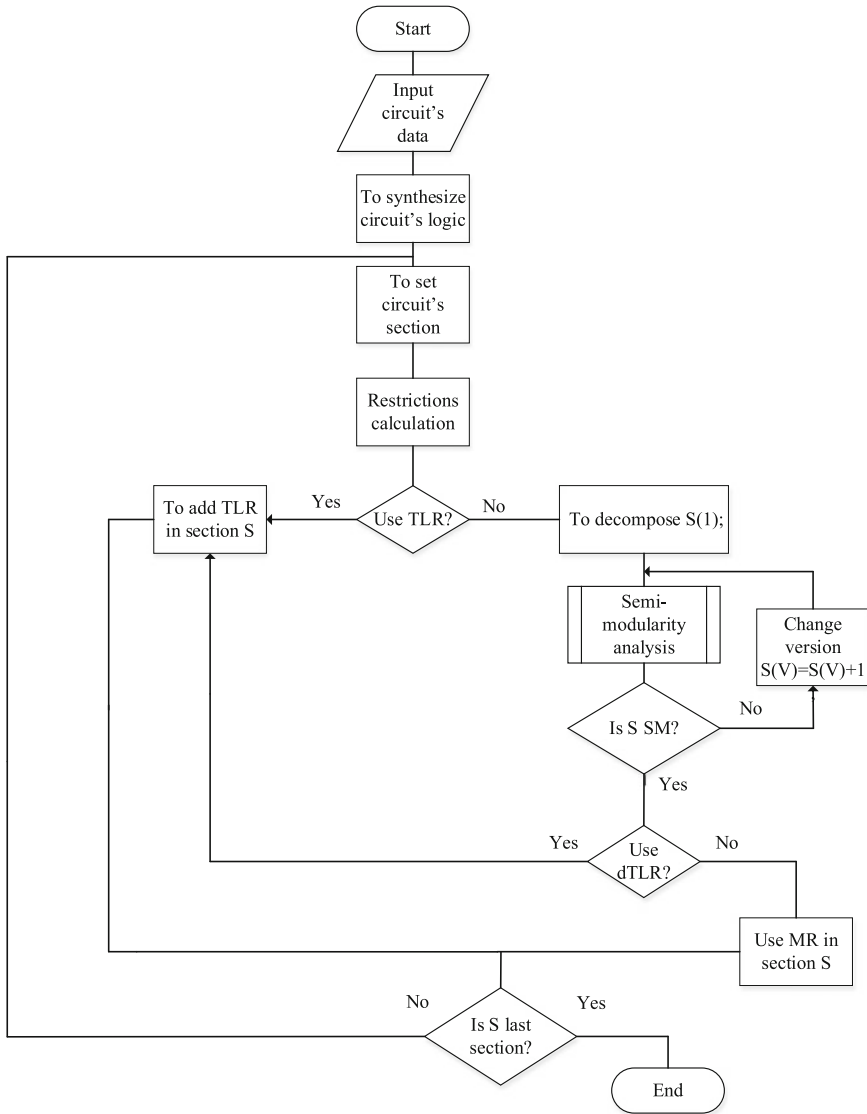 Start
Input
circuit's
data
To synthesize
circuit's logic
To set
circuit's
section
Restrictions
calculation
To add TLR
in section S
Yes
Use TLR?
No
To decompose S(1);
Semi-
modularity
analysis
Change
version
S(V)=S(V)+1
Is S SM?
No
Yes
Yes
Use
dTLR?
No
Use MR in
section S
No
Is S last
section?
Yes
End